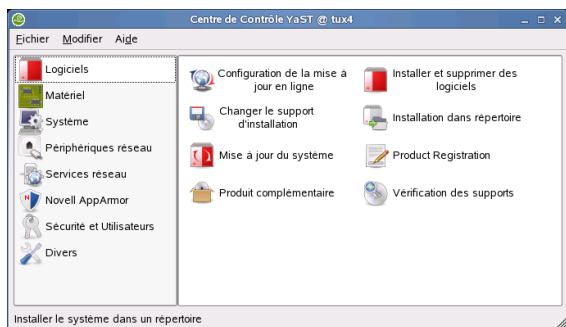 Centre de Contrôle YaST @ tux4
Fichier Modifier Aide
Logiciels
Matériel
Système
Périphériques réseau
Services réseau
Novell AppArmor
Sécurité et Utilisateurs
Divers
Configuration de la mise à
jour en ligne
Installer et supprimer des
logiciels
Changer le support
d'installation
Installation dans répertoire
Mise à jour du système
Product Registration
Produit complémentaire
Vérification des supports
Installer le système dans un répertoire